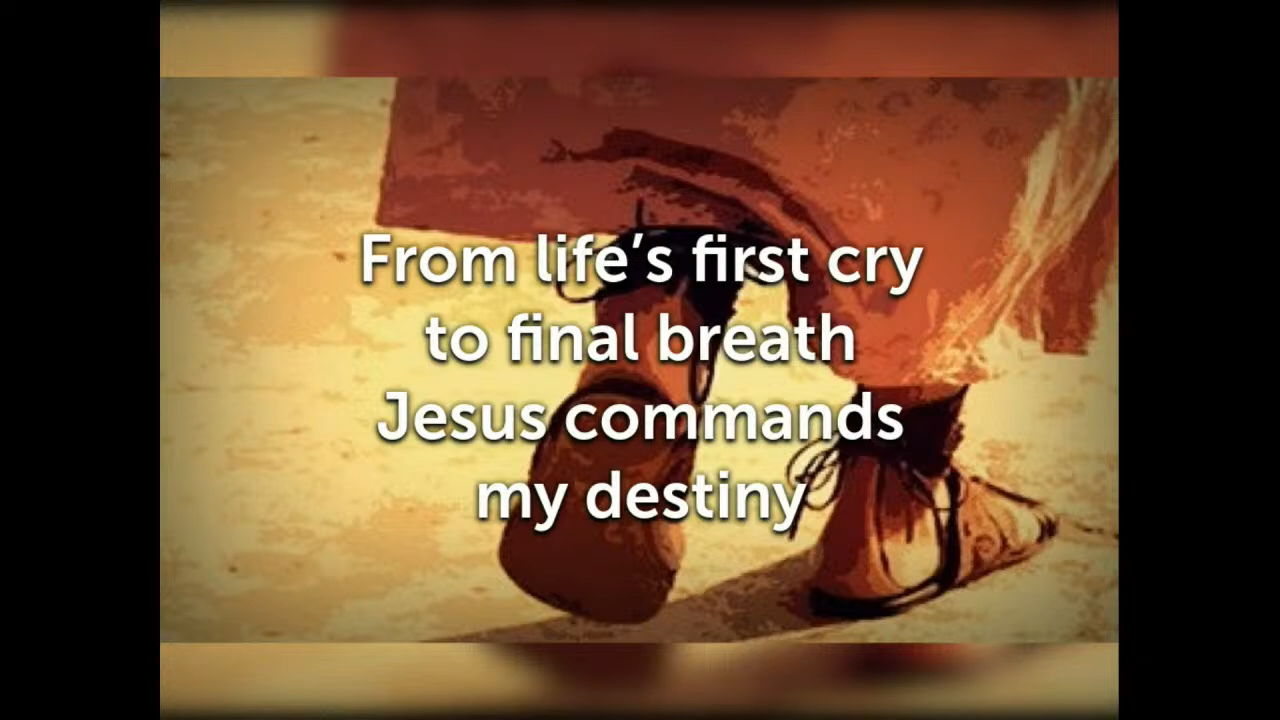 From life’s first cry
to final breath
Jesus commands
my destiny